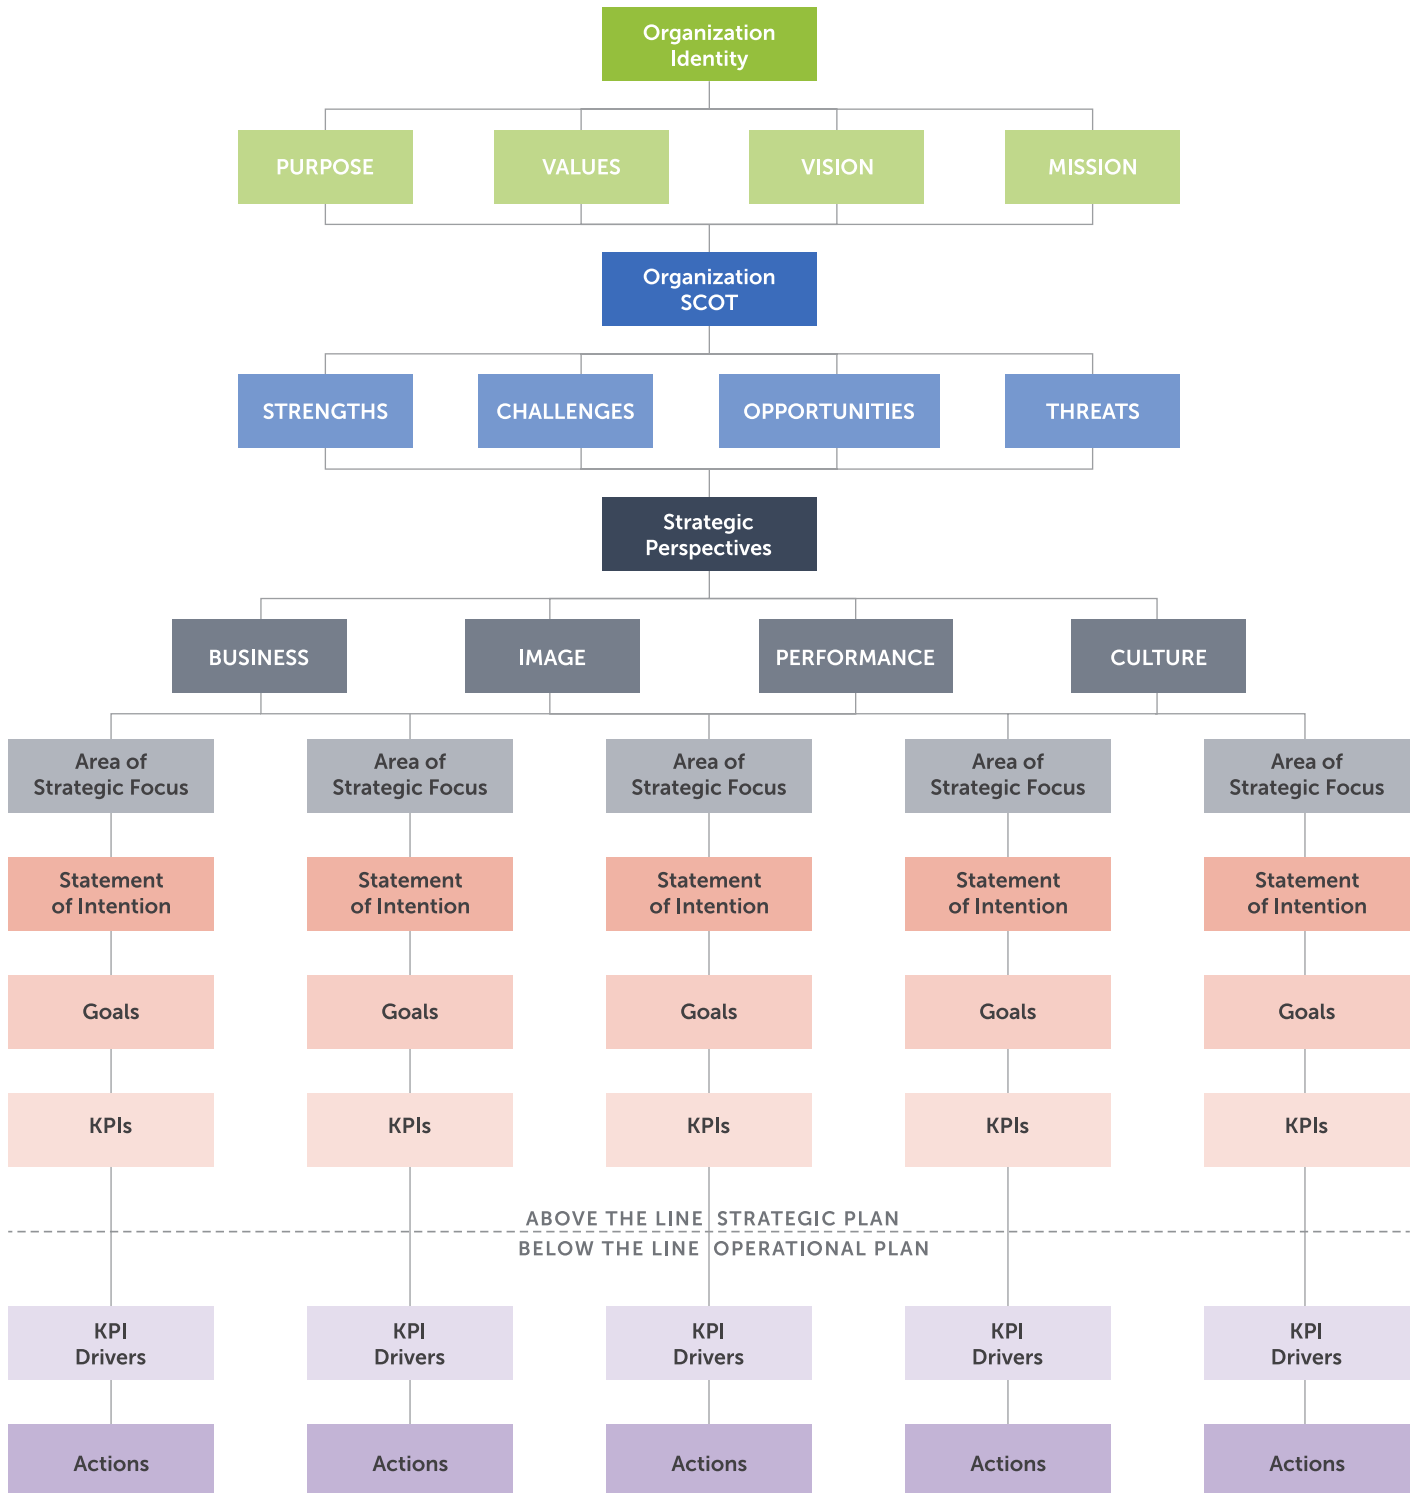 Organization
Identity
PURPOSE
VALUES
VISION
MISSION
Organization
SCOT
STRENGTHS
CHALLENGES
OPPORTUNITIES
THREATS
Strategic
Perspectives
BUSINESS
IMAGE
PERFORMANCE
CULTURE
Area of
Strategic Focus
Area of
Strategic Focus
Area of
Strategic Focus
Area of
Strategic Focus
Area of
Strategic Focus
Statement
of Intention
Statement
of Intention
Statement
of Intention
Statement
of Intention
Statement
of Intention
Goals
Goals
Goals
Goals
Goals
KPIs
KPIs
KPIs
KPIs
KPIs
ABOVE THE LINE STRATEGIC PLAN
BELOW THE LINE OPERATIONAL PLAN
KPI
Drivers
KPI
Drivers
KPI
Drivers
KPI
Drivers
KPI
Drivers
Actions
Actions
Actions
Actions
Actions